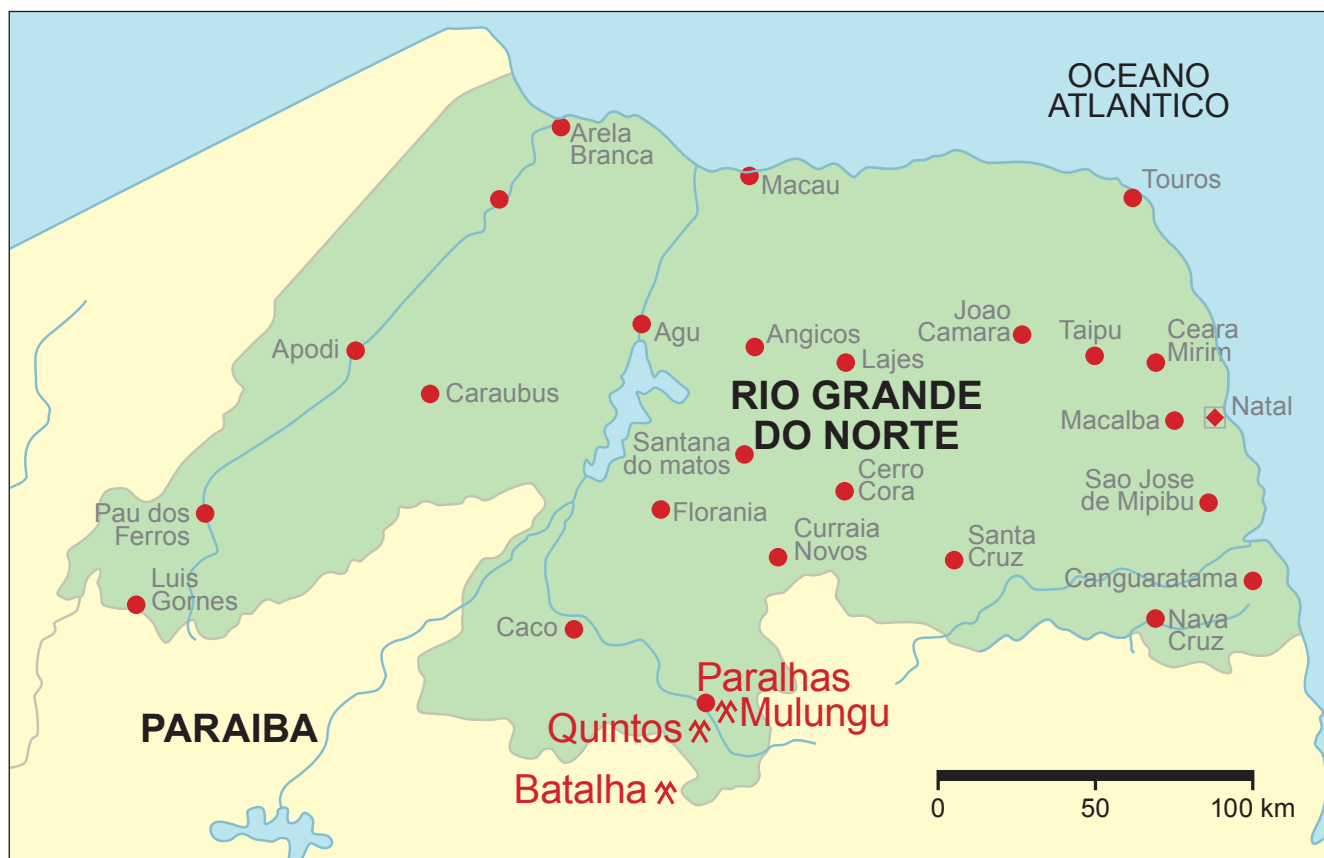 OCEANO
ATLANTICO
Arela
Branca
Macau
Touros
Agu
Angicos
Joao
Camara
Taipu
Ceara
Mirim
Apodi
Lajes
Caraubus
RIO GRANDE
DO NORTE
Natal
Macalba
Santana
do matos
Cerro
Cora
Sao Jose
de Mipibu
Pau dos
Ferros
Florania
Curraia
Novos
Santa
Cruz
Luis
Gornes
Canguaratama
Caco
Nava
Cruz
Paralhas
Mulungu
PARAIBA
Quintos
Batalha
0
50
100 km